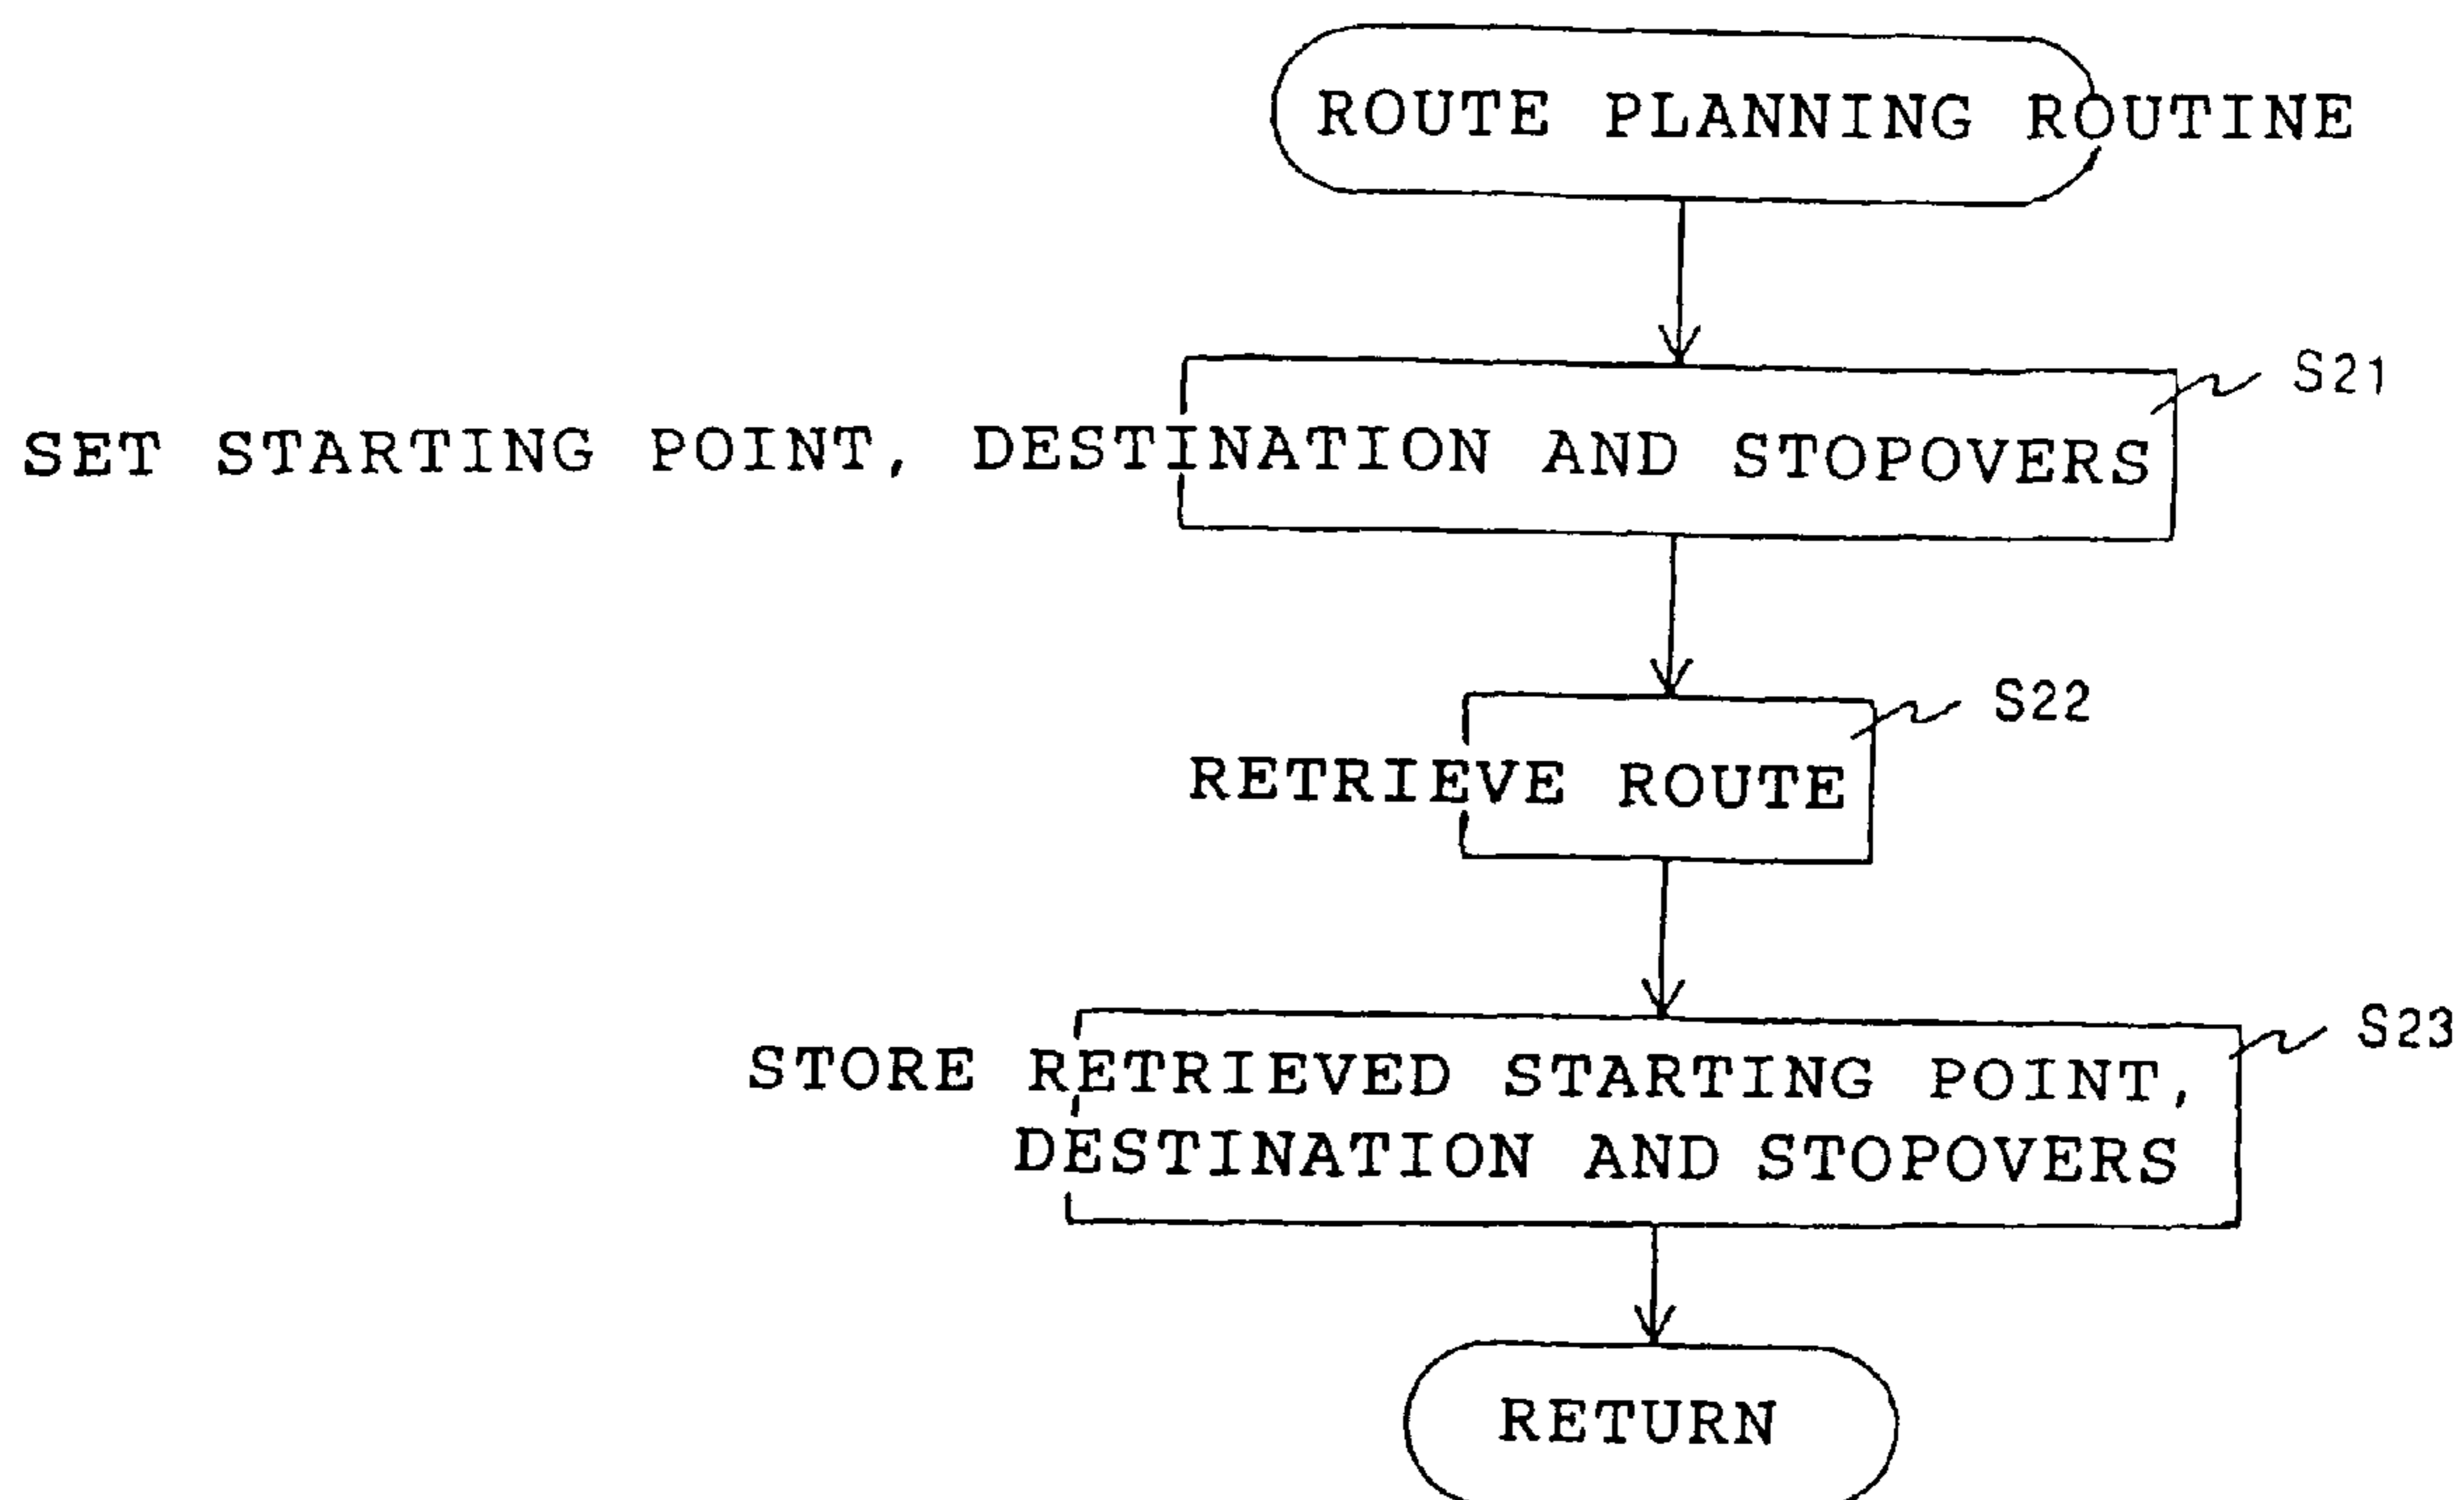 ROUTE PLANNING ROUTINE
S21
SET STARTING POINT, DESTINATION AND STOPOVERS
S22
RETRIEVE ROUTE
S23
STORE RETRIEVED STARTING POINT,
DESTINATION AND STOPOVERS
RETURN